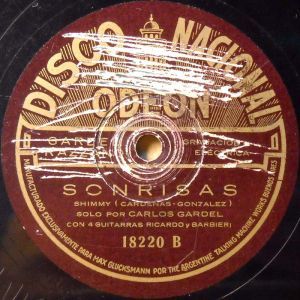 DISCO NACIONAL
ODEON
GRABACION
ELECTRICA
SONRISAS
SHIMMY (CARDENAS-GONZALEZ)
SOLO POR CARLOS GARDEL
CON 4 GUITARRAS RICARDO y BARBIERI
18220 B
MANUFACTURADO EXCLUSIVAMENTE PARA MAX GLÜCKSMANN POR THE ARGENTINE TALKING MACHINE WORKS BUENOS AIRES